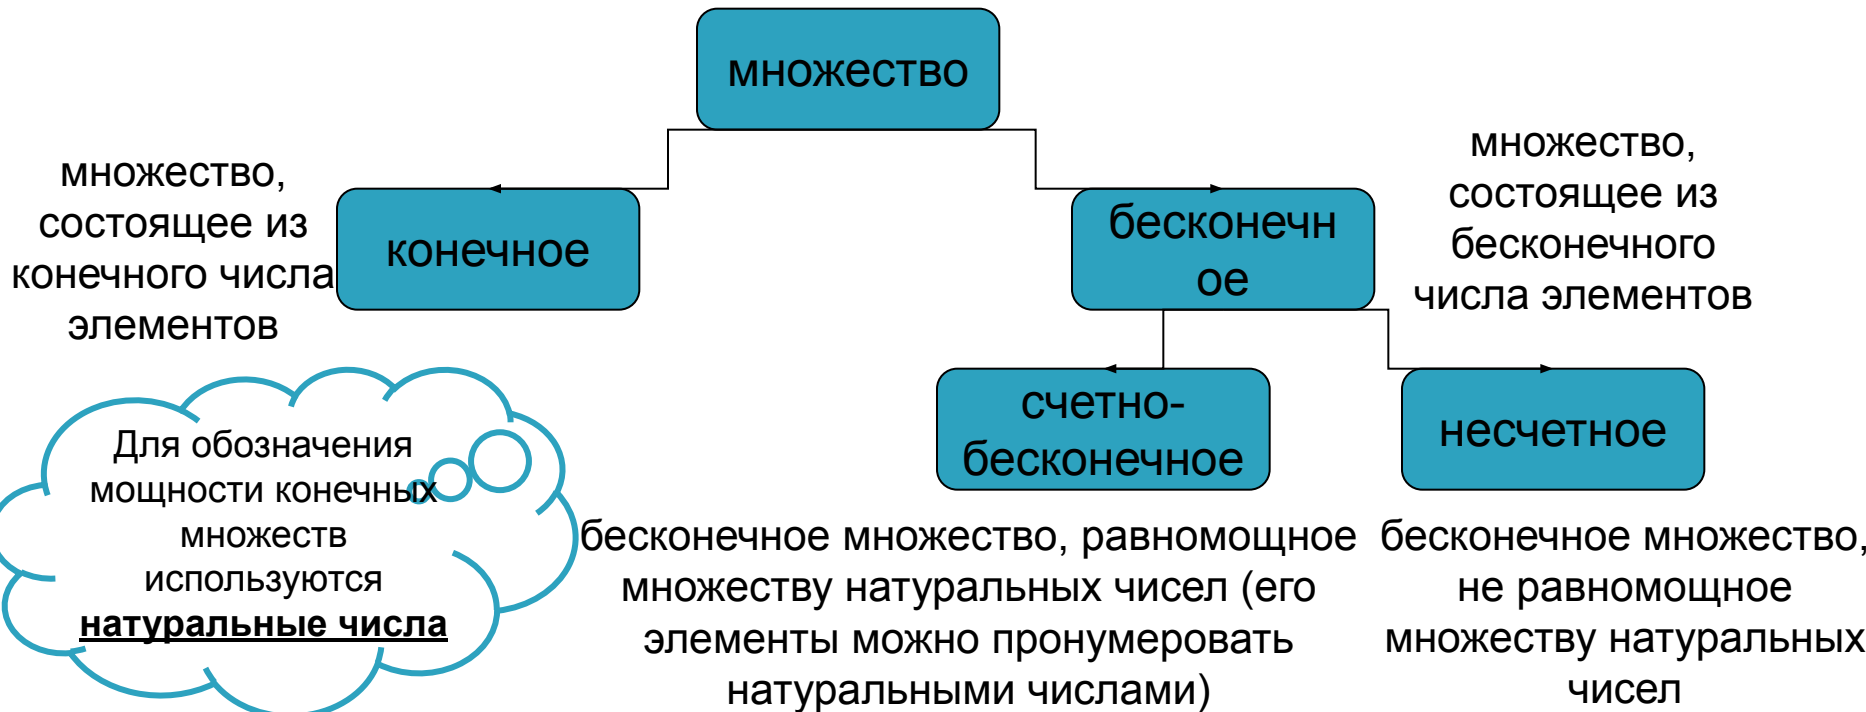 множество
множество,
состоящее из
конечного числа
элементов
конечное
бесконечн
ое
множество,
состоящее из
бесконечного
числа элементов
счетно-
бесконечное
несчетное
Для обозначения
мощности конечных
множеств
используются
натуральные числа
бесконечное множество, равномощное
множеству натуральных чисел (его
элементы можно пронумеровать
натуральными числами)
бесконечное множество,
не равномощное
множеству натуральных
чисел